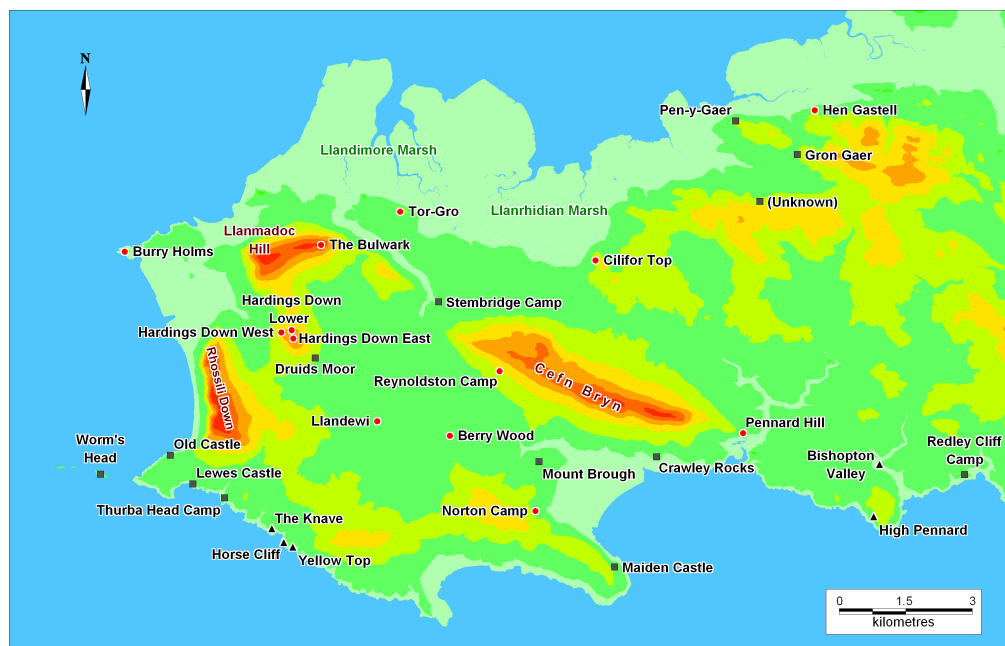 N
Pen-y-Gaer
Hen Gastell
Llandimore Marsh
Gron Gaer
Tor-Gro
Llanrhidian Marsh
(Unknown)
Llanmadoc
Hill
The Bulwark
Burry Holms
Cilifor Top
Hardings Down
Lower
Stembridge Camp
Hardings Down West
Hardings Down East
Druids Moor
Rhossili Down
Reynoldston Camp
Cefn Bryn
Llandewi
Berry Wood
Pennard Hill
Worm's
Head
Old Castle
Redley Cliff
Camp
Bishopton
Valley
Lewes Castle
Mount Brough
Crawley Rocks
Thurba Head Camp
Norton Camp
The Knave
High Pennard
Horse Cliff
Yellow Top
Maiden Castle
0
1.5
3
kilometres